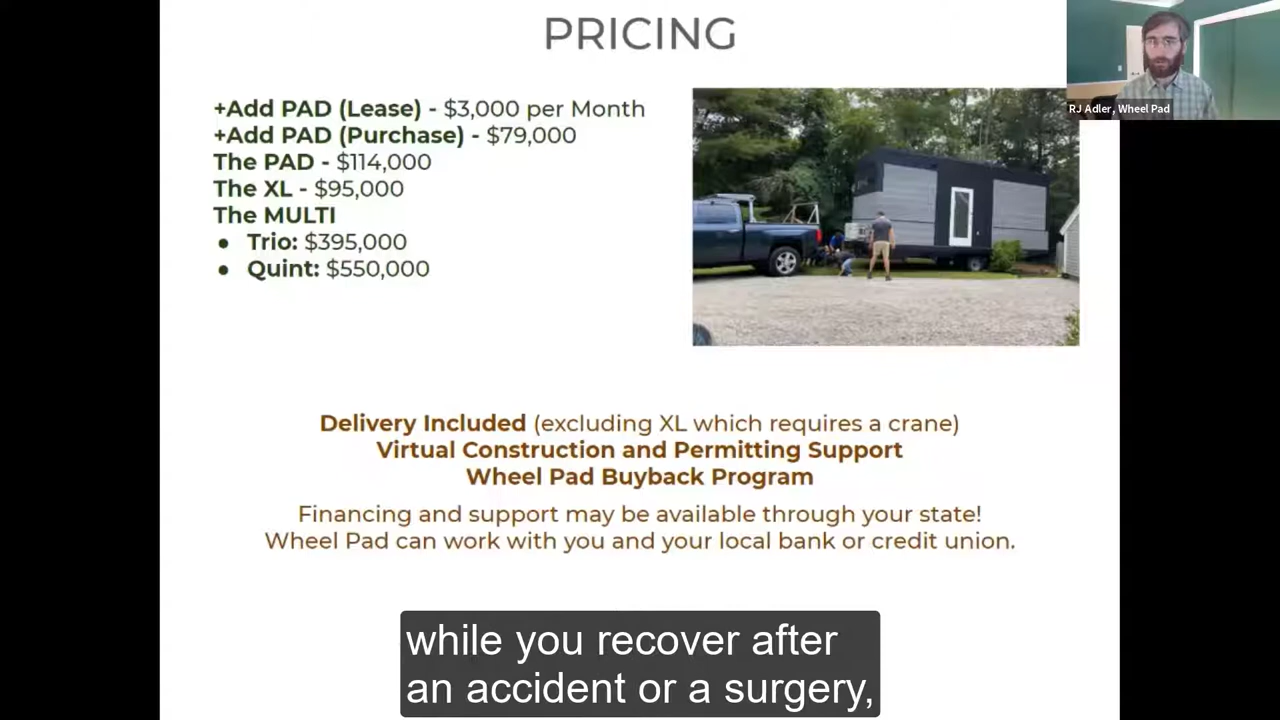 PRICING
RJ Adler, Wheel Pad
+Add PAD (Lease) - $3,000 per Month
+Add PAD (Purchase) - $79,000
The PAD - $114,000
The XL - $95,000
The MULTI
● Trio: $395,000
● Quint: $550,000
Delivery Included (excluding XL which requires a crane)
Virtual Construction and Permitting Support
Wheel Pad Buyback Program
Financing and support may be available through your state!
Wheel Pad can work with you and your local bank or credit union.
while you recover after
an accident or a surgery,